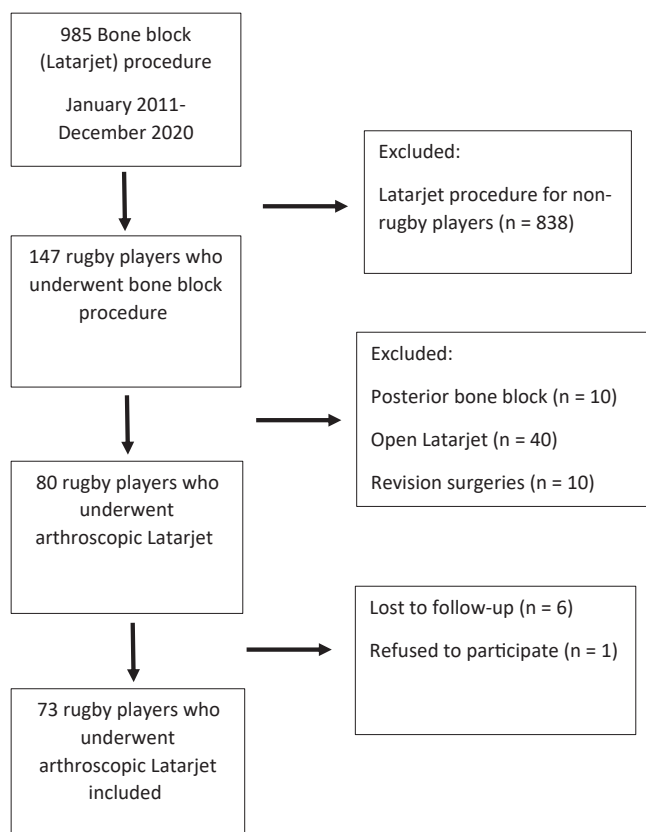 985 Bone block
(Latarjet) procedure
January 2011-
December 2020
Excluded:
Latarjet procedure for non-
rugby players (n = 838)
147 rugby players who
underwent bone block
procedure
Excluded:
Posterior bone block (n = 10)
Open Latarjet (n = 40)
Revision surgeries (n = 10)
80 rugby players who
underwent
arthroscopic Latarjet
Lost to follow-up (n = 6)
Refused to participate (n = 1)
73 rugby players who
underwent
arthroscopic Latarjet
included